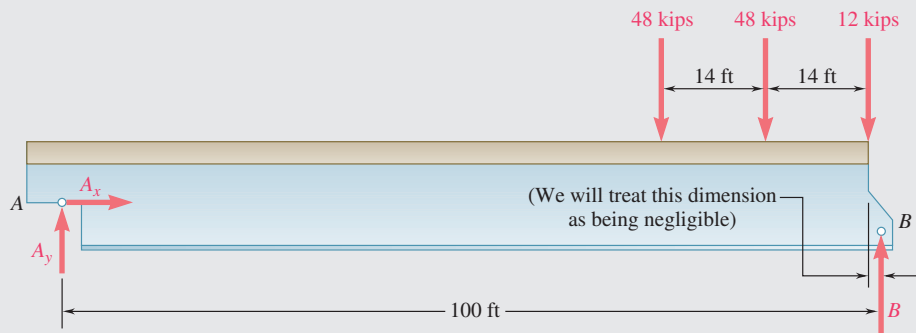 48 kips 48 kips 12 kips
14 ft 14 ft
A
Aₓ
(We will treat this dimension
as being negligible)
B
A_y
100 ft
B